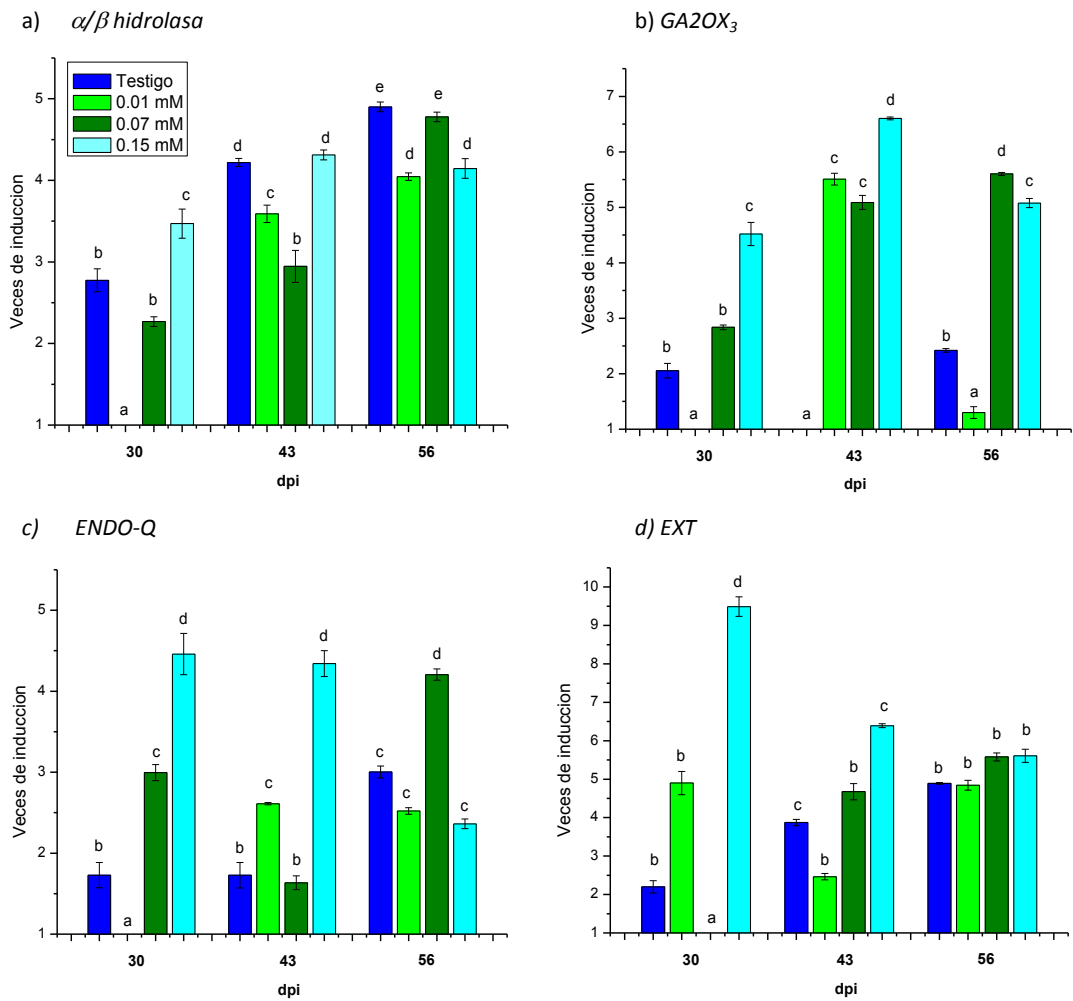 a) α/β hidrolasa
Veces de induccion
5
4
3
2
1
Testigo
0.01 mM
0.07 mM
0.15 mM
b
a
b
c
d
c
b
d
e
d
e
d
30 43 56
dpi
b) GA2OX₃
Veces de induccion
7
6
5
4
3
2
1
b
a
b
c
a
c
c
d
b
a
d
c
30 43 56
dpi
c) ENDO-Q
Veces de induccion
5
4
3
2
1
b
a
c
d
b
c
b
d
c
c
d
c
30 43 56
dpi
d) EXT
Veces de induccion
10
9
8
7
6
5
4
3
2
1
b
b
a
d
c
b
b
c
b
b
b
b
30 43 56
dpi